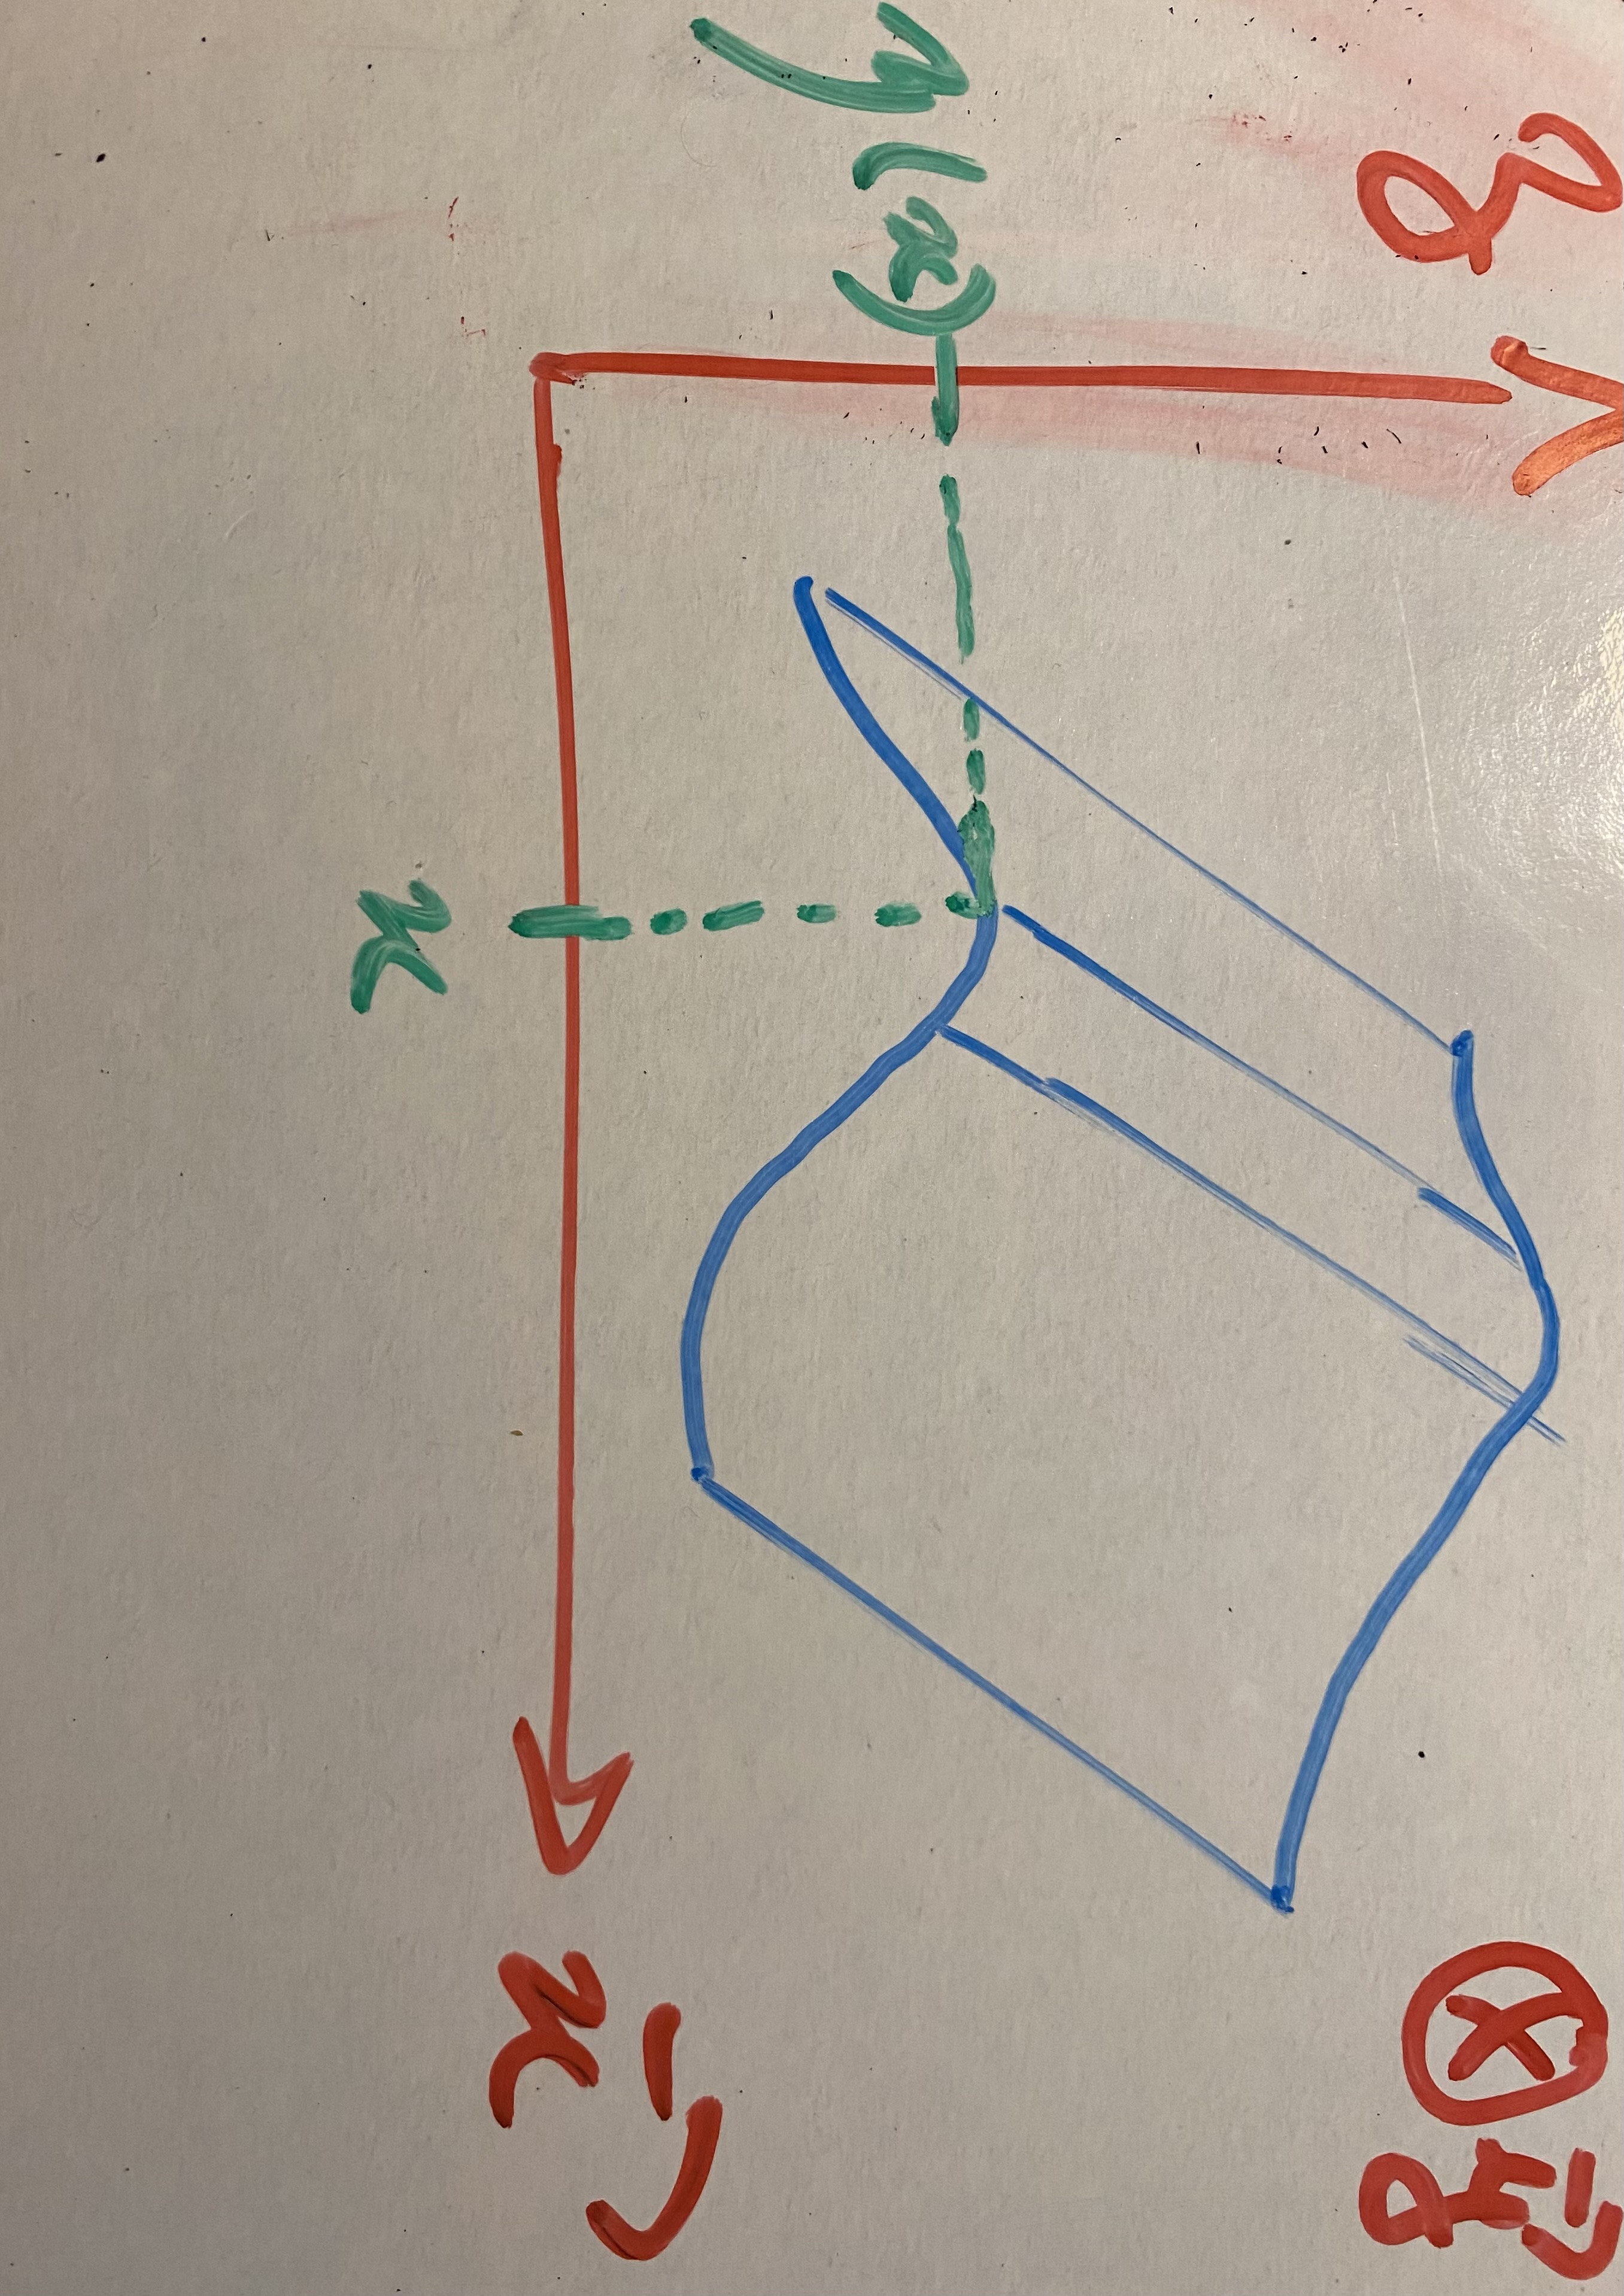 z
⊗ y⃗
η(x)
x⃗
x